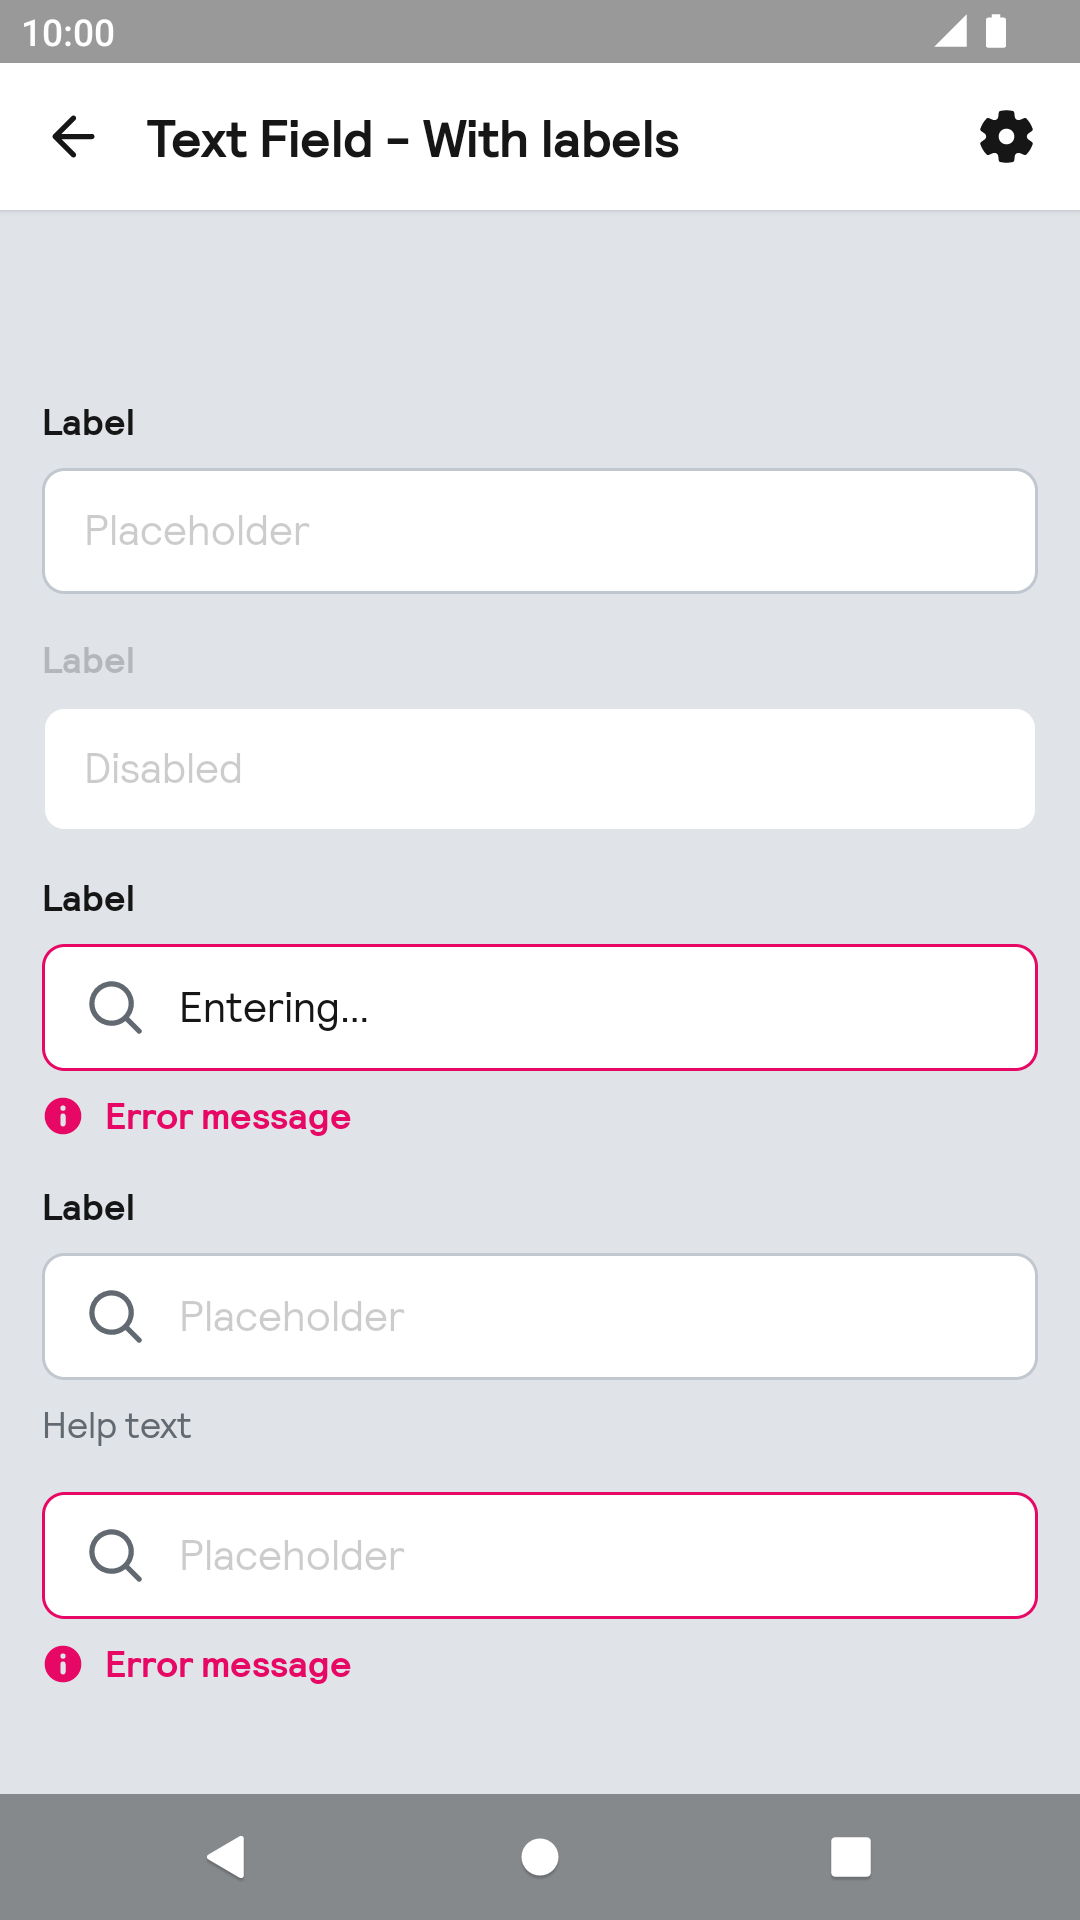 10:00
Text Field - With labels
Label
Placeholder
Label
Disabled
Label
Entering...
Error message
Label
Placeholder
Help text
Placeholder
Error message